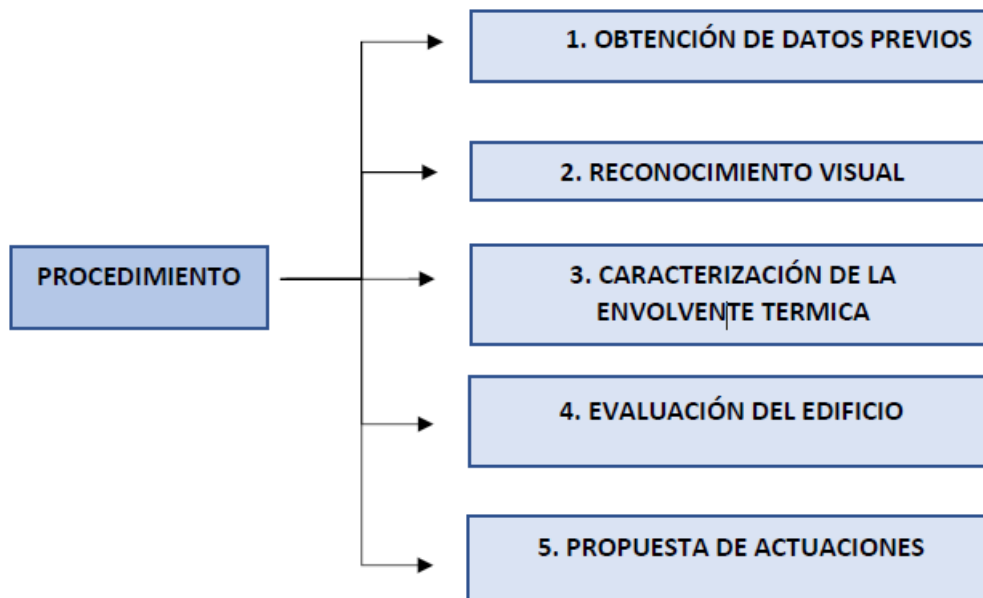 PROCEDIMIENTO
1. OBTENCIÓN DE DATOS PREVIOS
2. RECONOCIMIENTO VISUAL
3. CARACTERIZACIÓN DE LA
ENVOLVENTE TERMICA
4. EVALUACIÓN DEL EDIFICIO
5. PROPUESTA DE ACTUACIONES